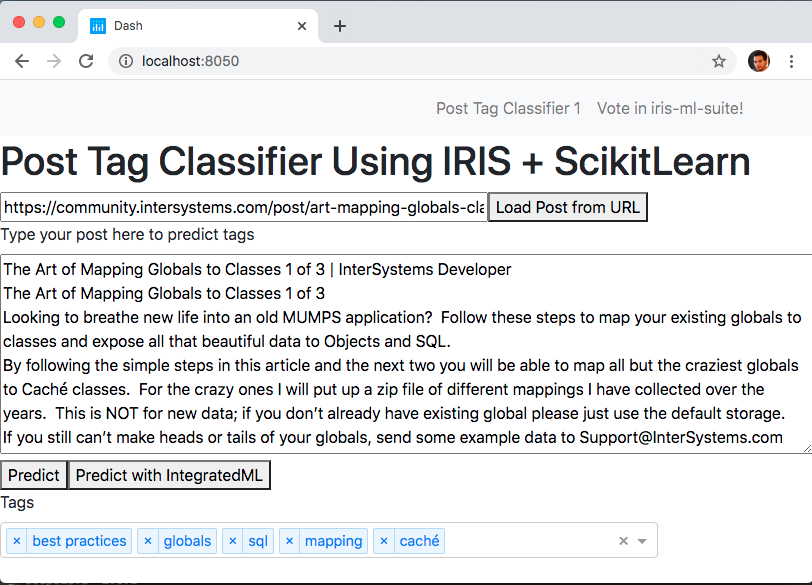 Dash
localhost:8050
Post Tag Classifier 1 Vote in iris-ml-suite!
Post Tag Classifier Using IRIS + ScikitLearn
https://community.intersystems.com/post/art-mapping-globals-cla Load Post from URL
Type your post here to predict tags
The Art of Mapping Globals to Classes 1 of 3 | InterSystems Developer
The Art of Mapping Globals to Classes 1 of 3
Looking to breathe new life into an old MUMPS application?  Follow these steps to map your existing globals to
classes and expose all that beautiful data to Objects and SQL.
By following the simple steps in this article and the next two you will be able to map all but the craziest globals
to Caché classes.  For the crazy ones I will put up a zip file of different mappings I have collected over the
years.  This is NOT for new data; if you don’t already have existing global please just use the default storage.
If you still can’t make heads or tails of your globals, send some example data to Support@InterSystems.com
Predict Predict with IntegratedML
Tags
× best practices × globals × sql × mapping × caché